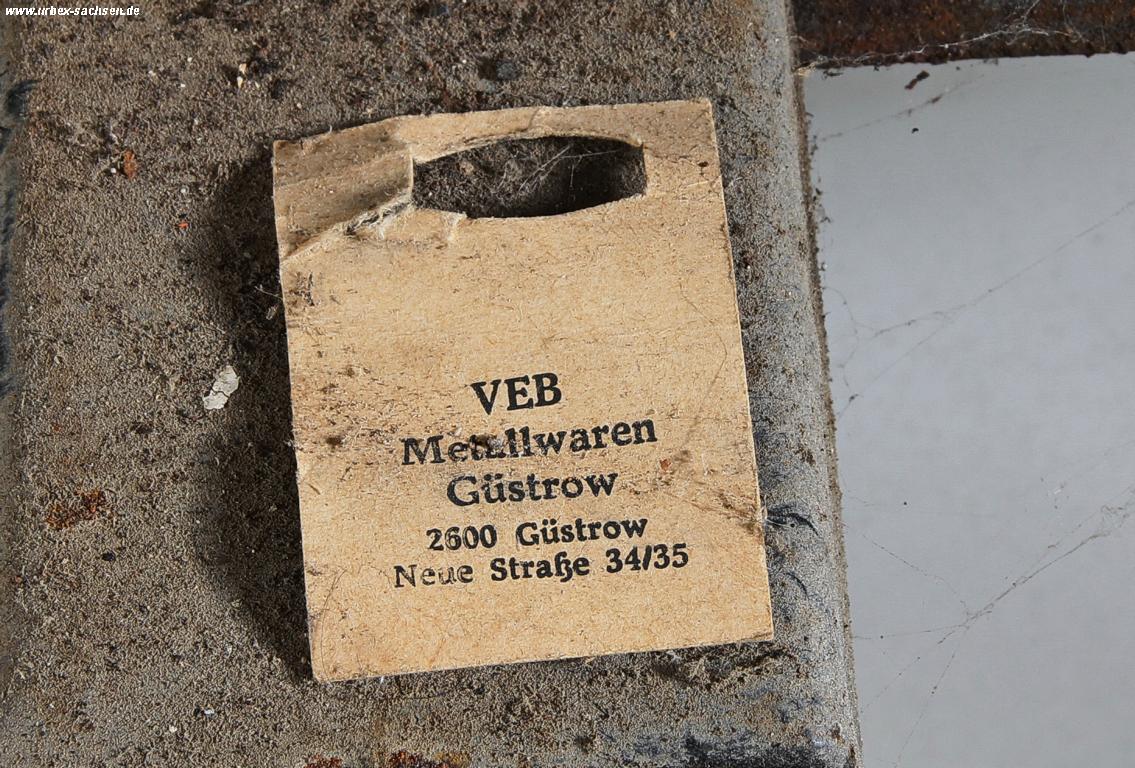 www.urbex-sachsen.de
VEB
Metallwaren
Güstrow
2600 Güstrow
Neue Straße 34/35